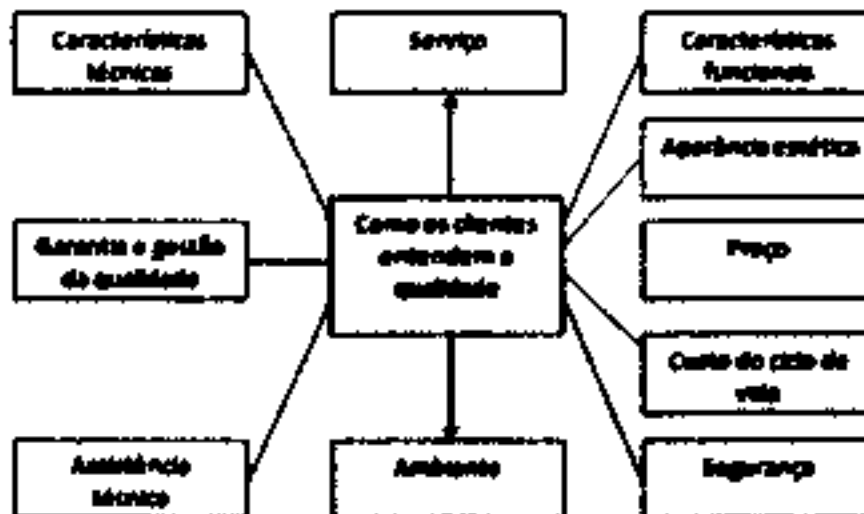 Características
técnicas
Serviço
Características
funcionais
Aparência estética
Como os clientes
entendem a
qualidade
Garantia e gestão
da qualidade
Preço
Custo do ciclo de
vida
Assistência
técnica
Ambiente
Segurança